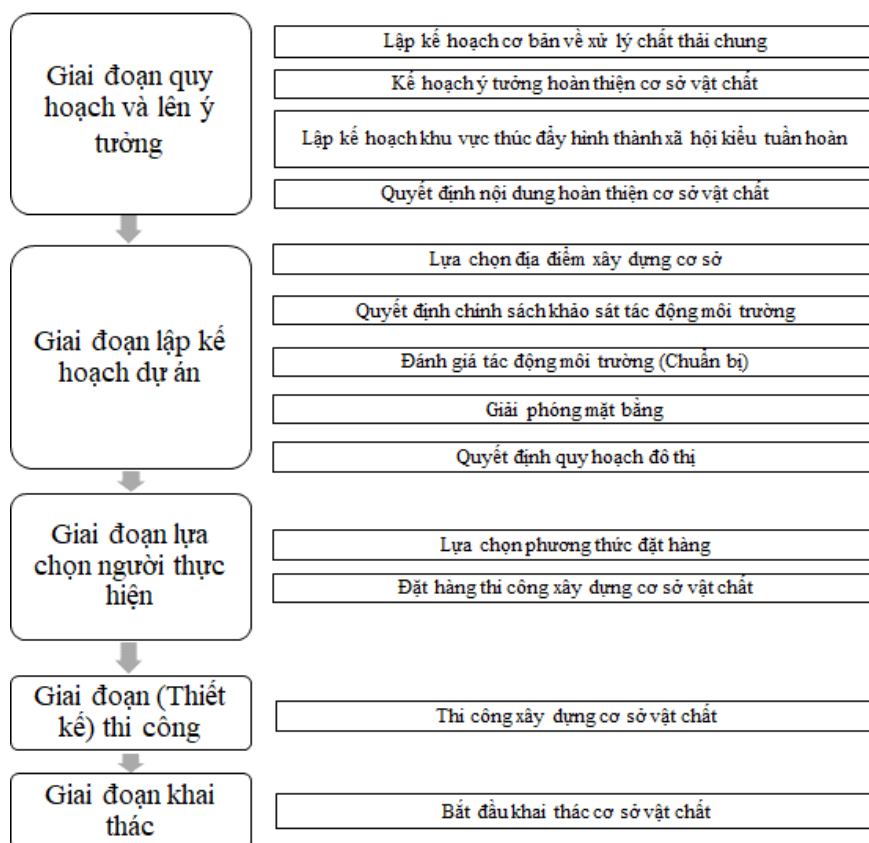 Giai đoạn quy
hoạch và lên ý
tưởng
Lập kế hoạch cơ bản về xử lý chất thải chung
Kế hoạch ý tưởng hoàn thiện cơ sở vật chất
Lập kế hoạch khu vực thúc đẩy hình thành xã hội kiểu tuần hoàn
Quyết định nội dung hoàn thiện cơ sở vật chất
Giai đoạn lập kế
hoạch dự án
Lựa chọn địa điểm xây dựng cơ sở
Quyết định chính sách khảo sát tác động môi trường
Đánh giá tác động môi trường (Chuẩn bị)
Giải phóng mặt bằng
Quyết định quy hoạch đô thị
Giai đoạn lựa
chọn người thực
hiện
Lựa chọn phương thức đặt hàng
Đặt hàng thi công xây dựng cơ sở vật chất
Giai đoạn (Thiết
kế) thi công
Thi công xây dựng cơ sở vật chất
Giai đoạn khai
thác
Bắt đầu khai thác cơ sở vật chất